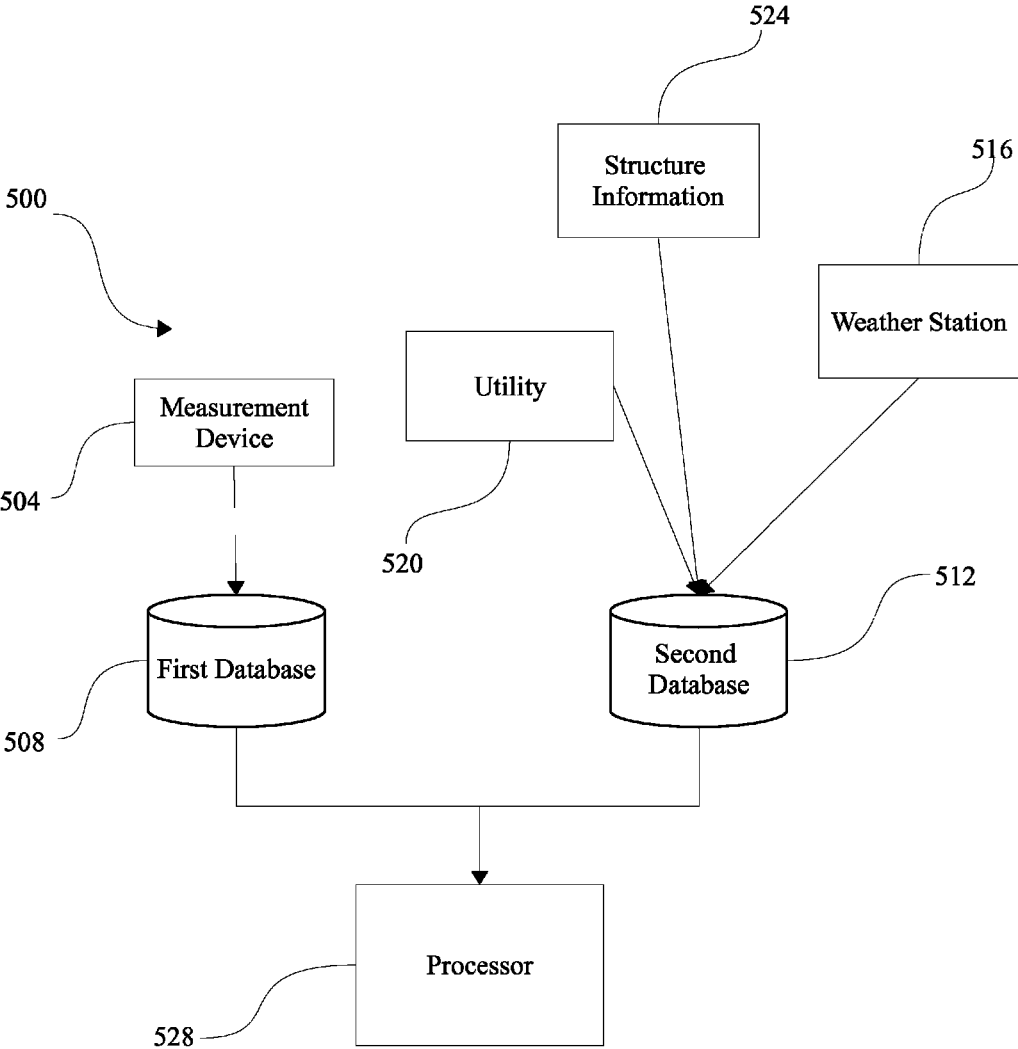 524
Structure
Information
516
500
Weather Station
Utility
Measurement
Device
504
520
512
First Database
Second
Database
508
Processor
528